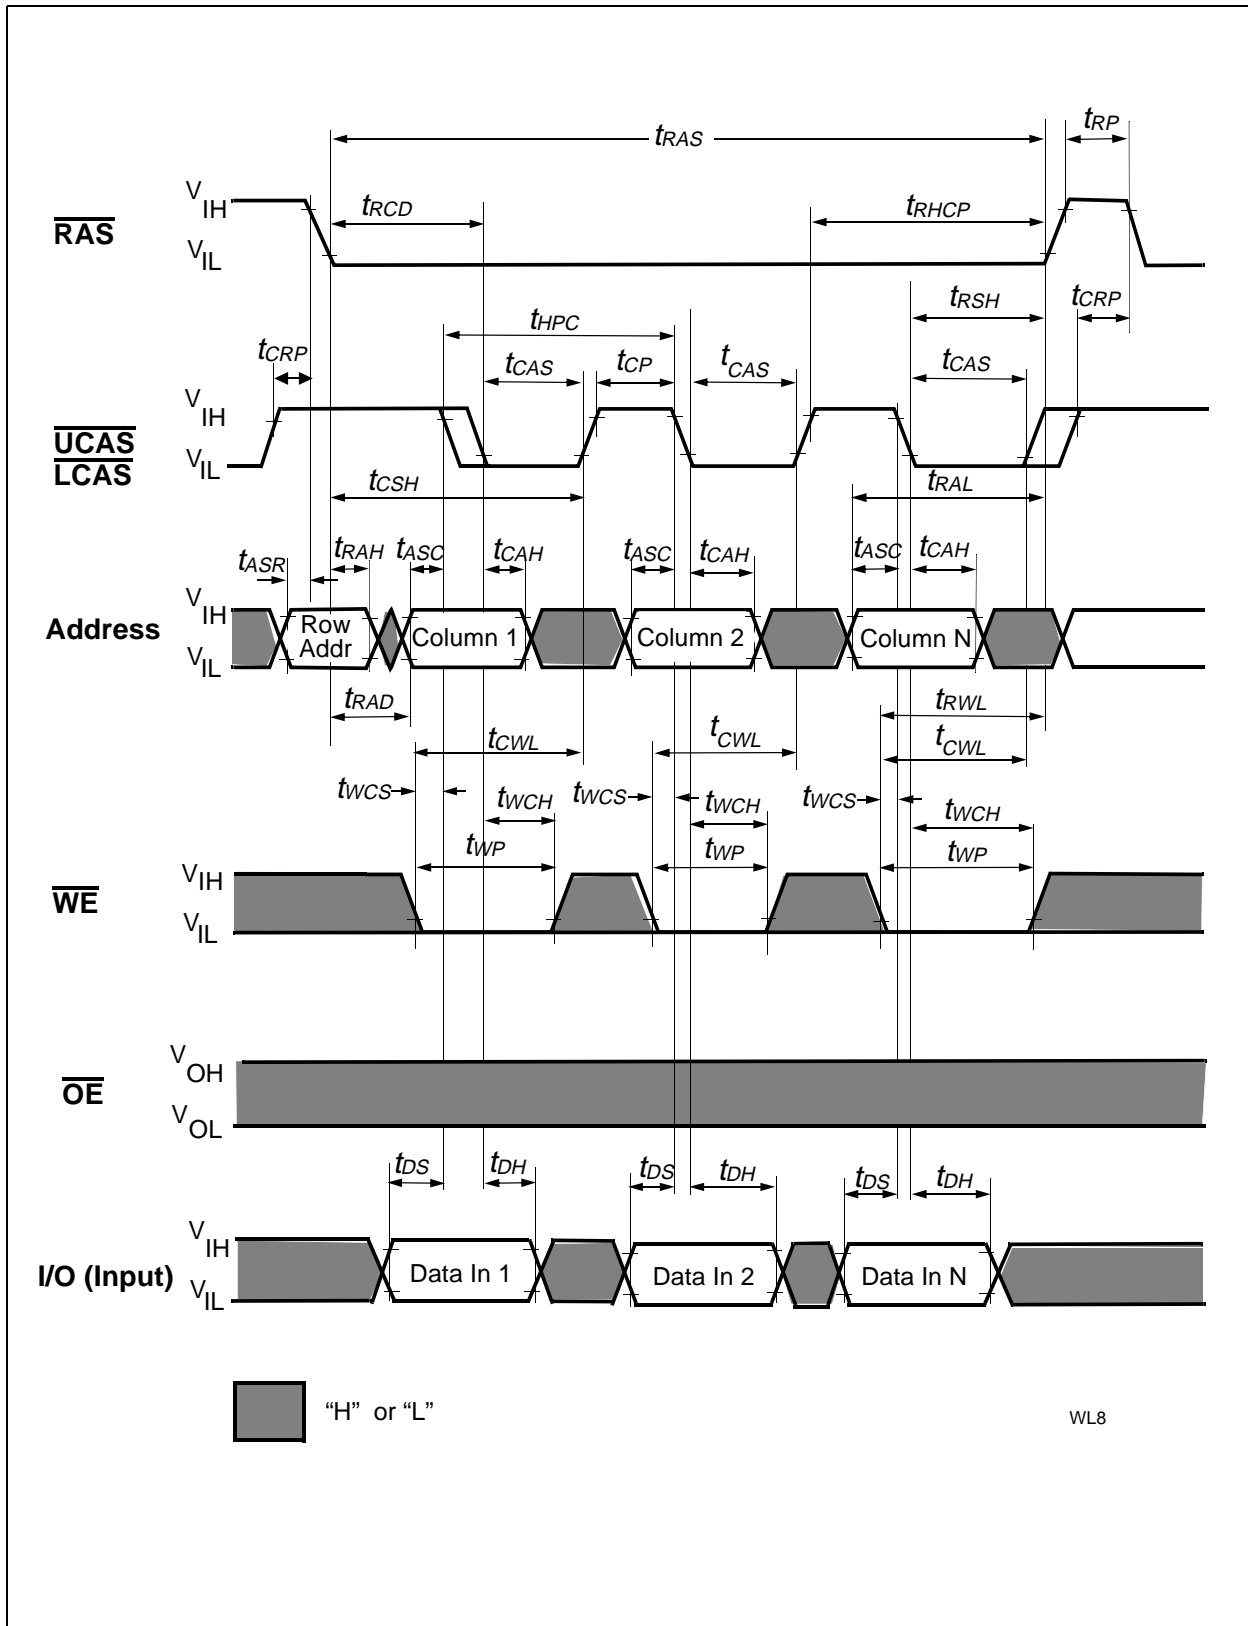 tRAS
tRP
VIH
RAS
VIL
tRCD
tRHCP
tRSH
tCRP
tHPC
tCRP
tCAS
tCP
tCAS
tCAS
VIH
UCAS
LCAS
VIL
tCSH
tRAL
tASR
tRAH
tASC
tCAH
tASC
tCAH
tASC
tCAH
VIH
Address
VIL
Row Addr
Column 1
Column 2
Column N
tRAD
tRWL
tCWL
tCWL
tCWL
tWCS
tWCH
tWCS
tWCH
tWCS
tWCH
tWP
tWP
tWP
VIH
WE
VIL
VOH
OE
VOL
tDS
tDH
tDS
tDH
tDS
tDH
VIH
I/O (Input)
VIL
Data In 1
Data In 2
Data In N
“H” or “L”
WL8